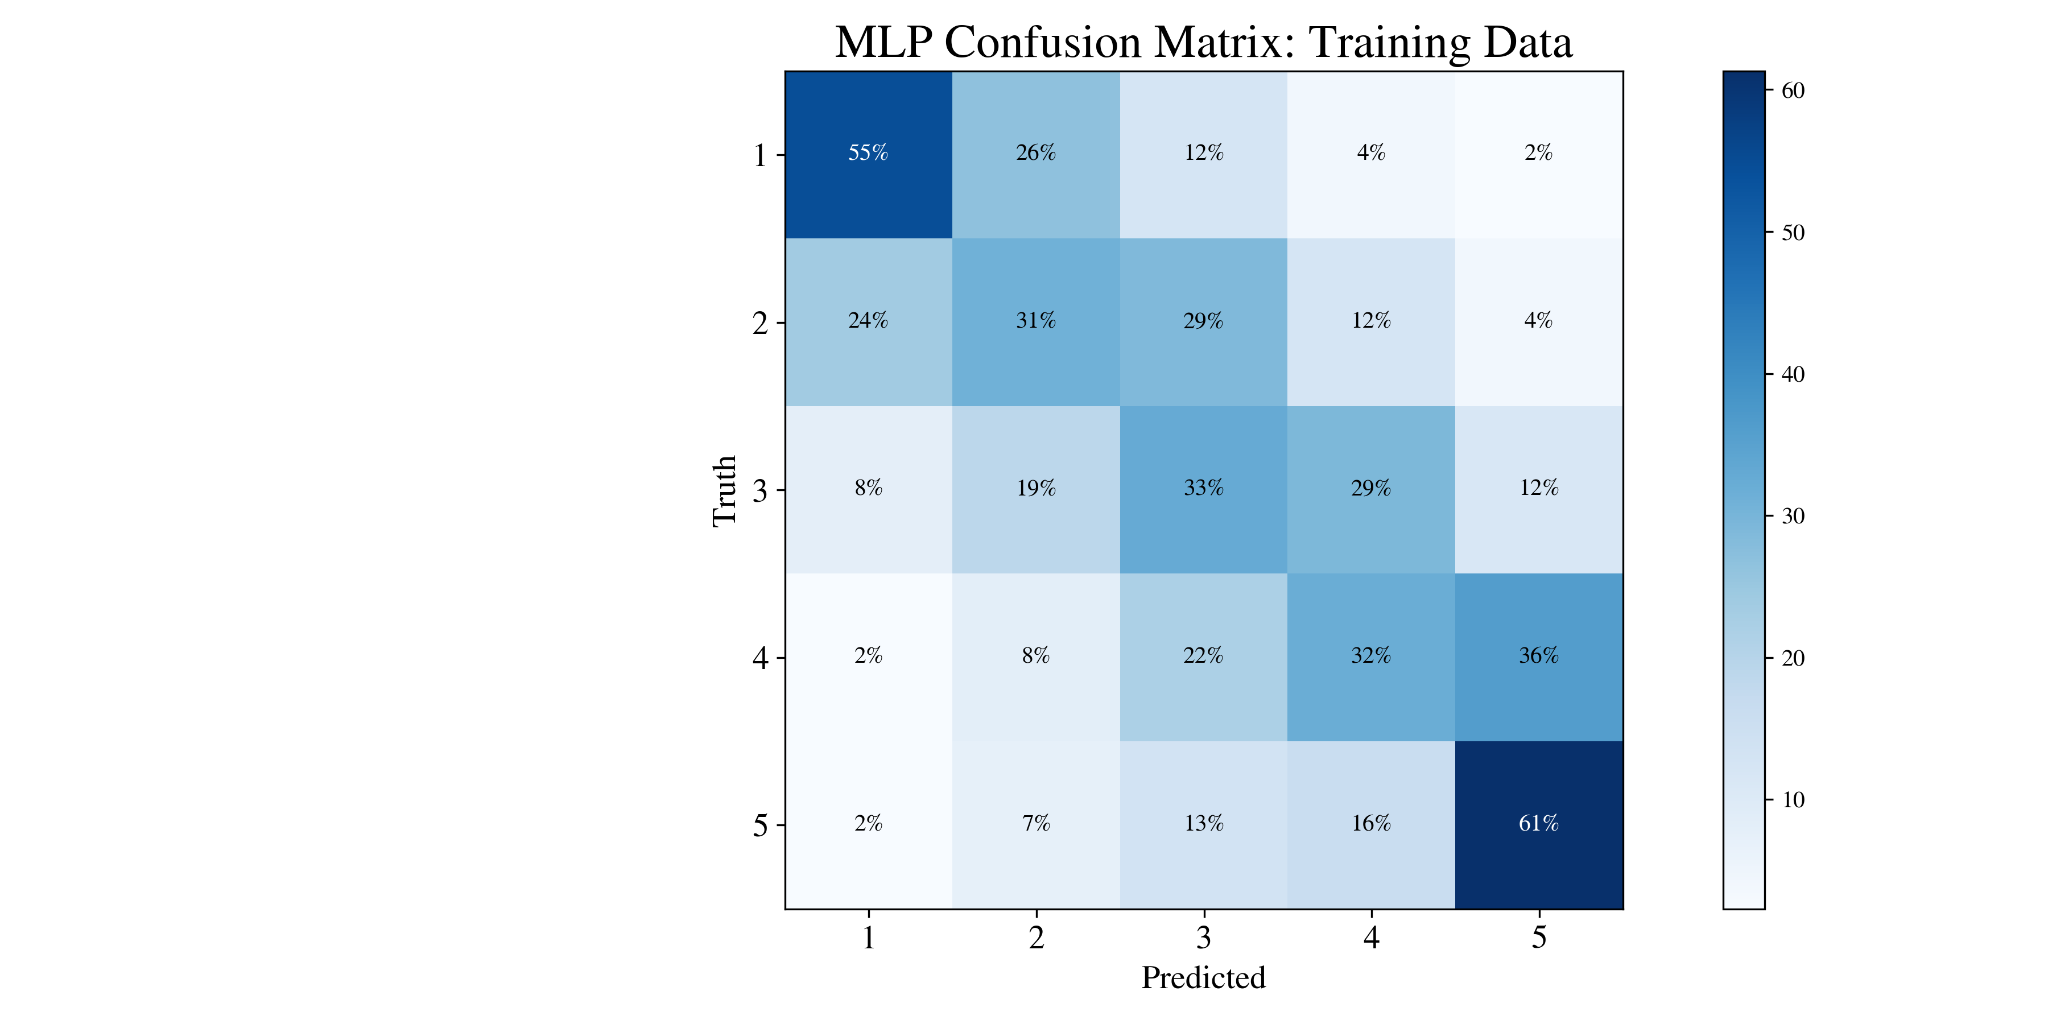 MLP Confusion Matrix: Training Data
60
1 55% 26% 12% 4% 2%
50
2 24% 31% 29% 12% 4%
40
Truth
3 8% 19% 33% 29% 12%
30
4 2% 8% 22% 32% 36%
20
10
5 2% 7% 13% 16% 61%
1 2 3 4 5
Predicted